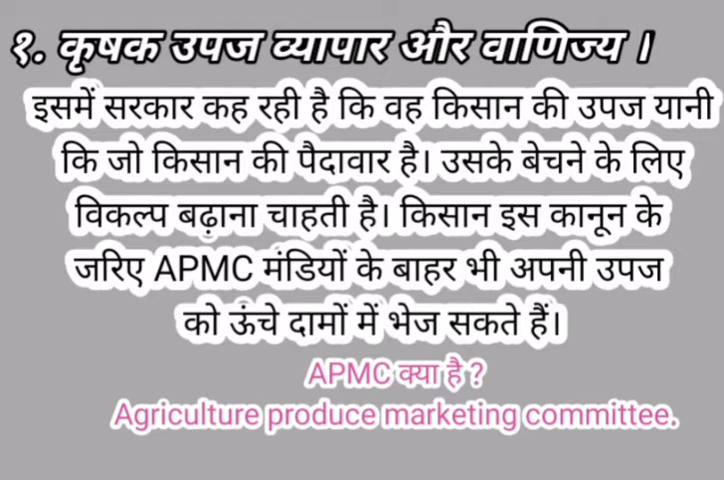 १. कृषक उपज व्यापार और वाणिज्य ।
इसमें सरकार कह रही है कि वह किसान की उपज यानी
कि जो किसान की पैदावार है। उसके बेचने के लिए
विकल्प बढ़ाना चाहती है। किसान इस कानून के
जरिए APMC मंडियों के बाहर भी अपनी उपज
को ऊंचे दामों में भेज सकते हैं।
APMC क्या है ?
Agriculture produce marketing committee.